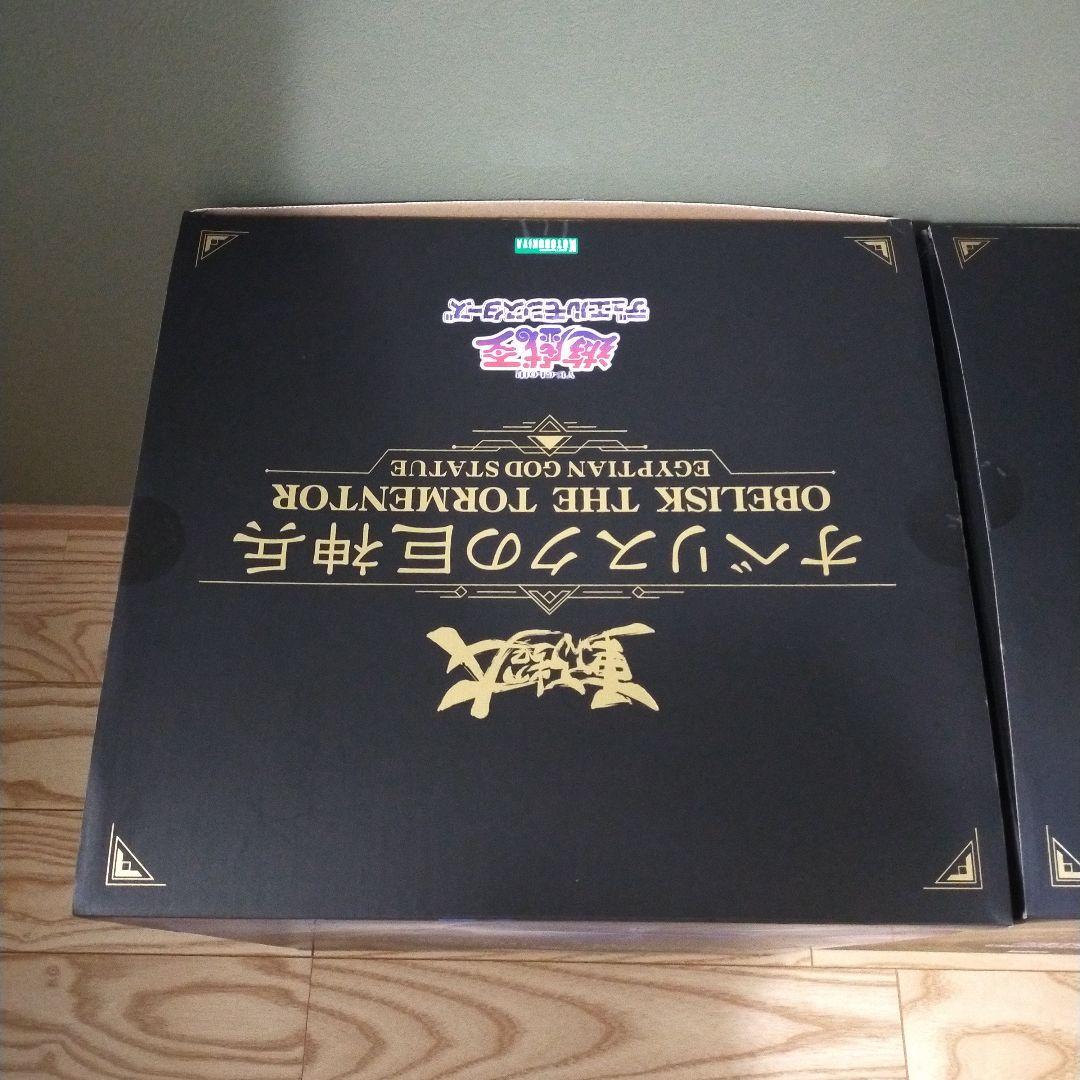 オベリスクの巨神兵
OBELISK THE TORMENTOR
EGYPTIAN GOD STATUE
YU-GI-OH!
遊戯王
デュエルモンスターズ
KOTOBUKIYA